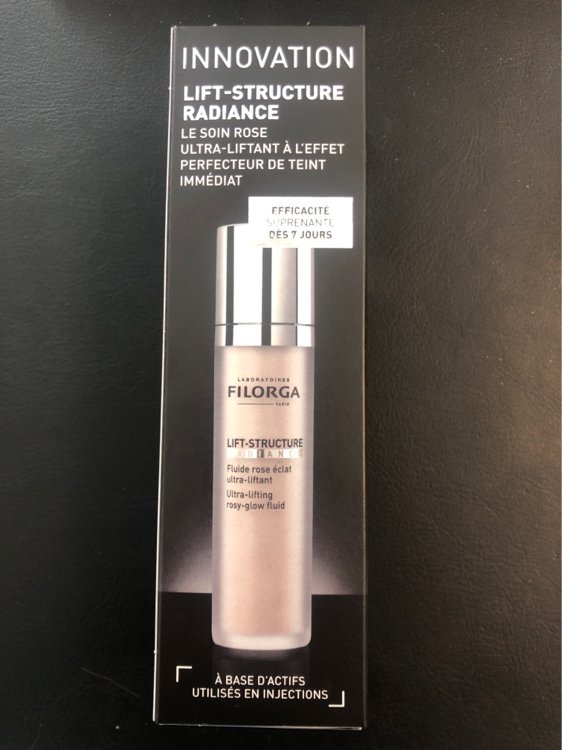 INNOVATION
LIFT-STRUCTURE
RADIANCE
LE SOIN ROSE
ULTRA-LIFTANT À L'EFFET
PERFECTEUR DE TEINT
IMMÉDIAT
EFFICACITÉ
SUPRENANTE
DÈS 7 JOURS
LABORATOIRES
FILORGA
PARIS
LIFT-STRUCTURE
RADIANCE
Fluide rose éclat
ultra-liftant
Ultra-lifting
rosy-glow fluid
À BASE D'ACTIFS
UTILISÉS EN INJECTIONS